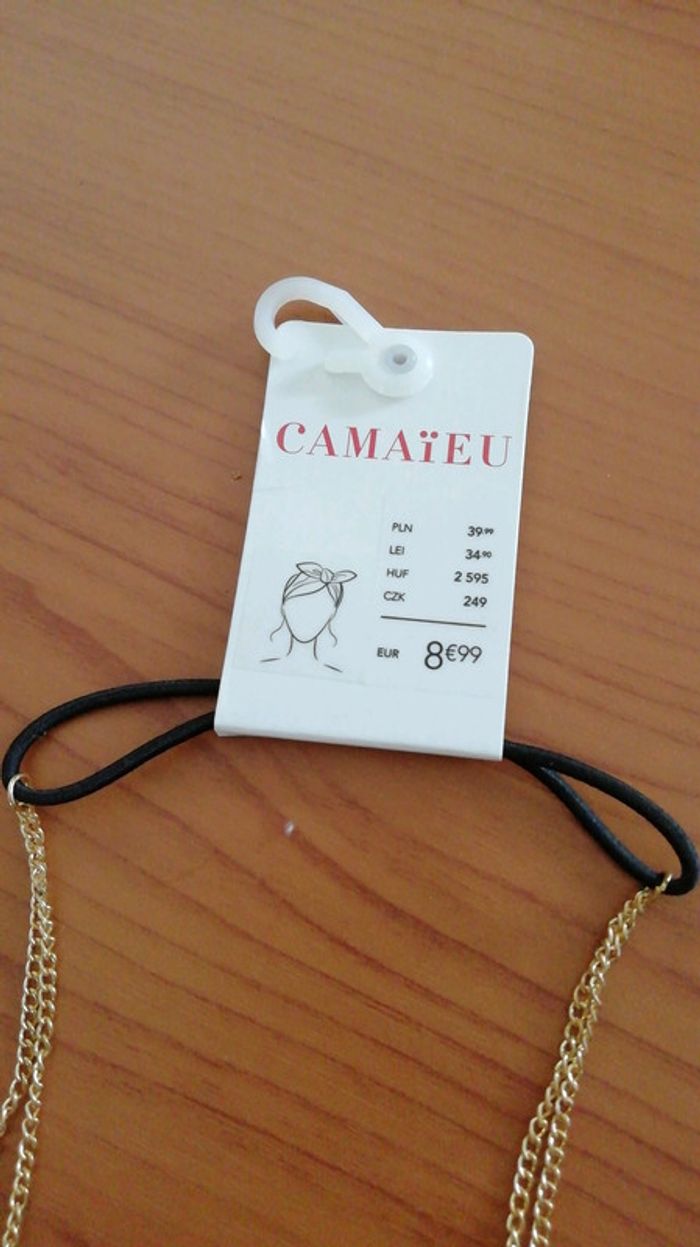 CAMAïEU
PLN 39.99
LEI 34.90
HUF 2 595
CZK 249
EUR 8€99